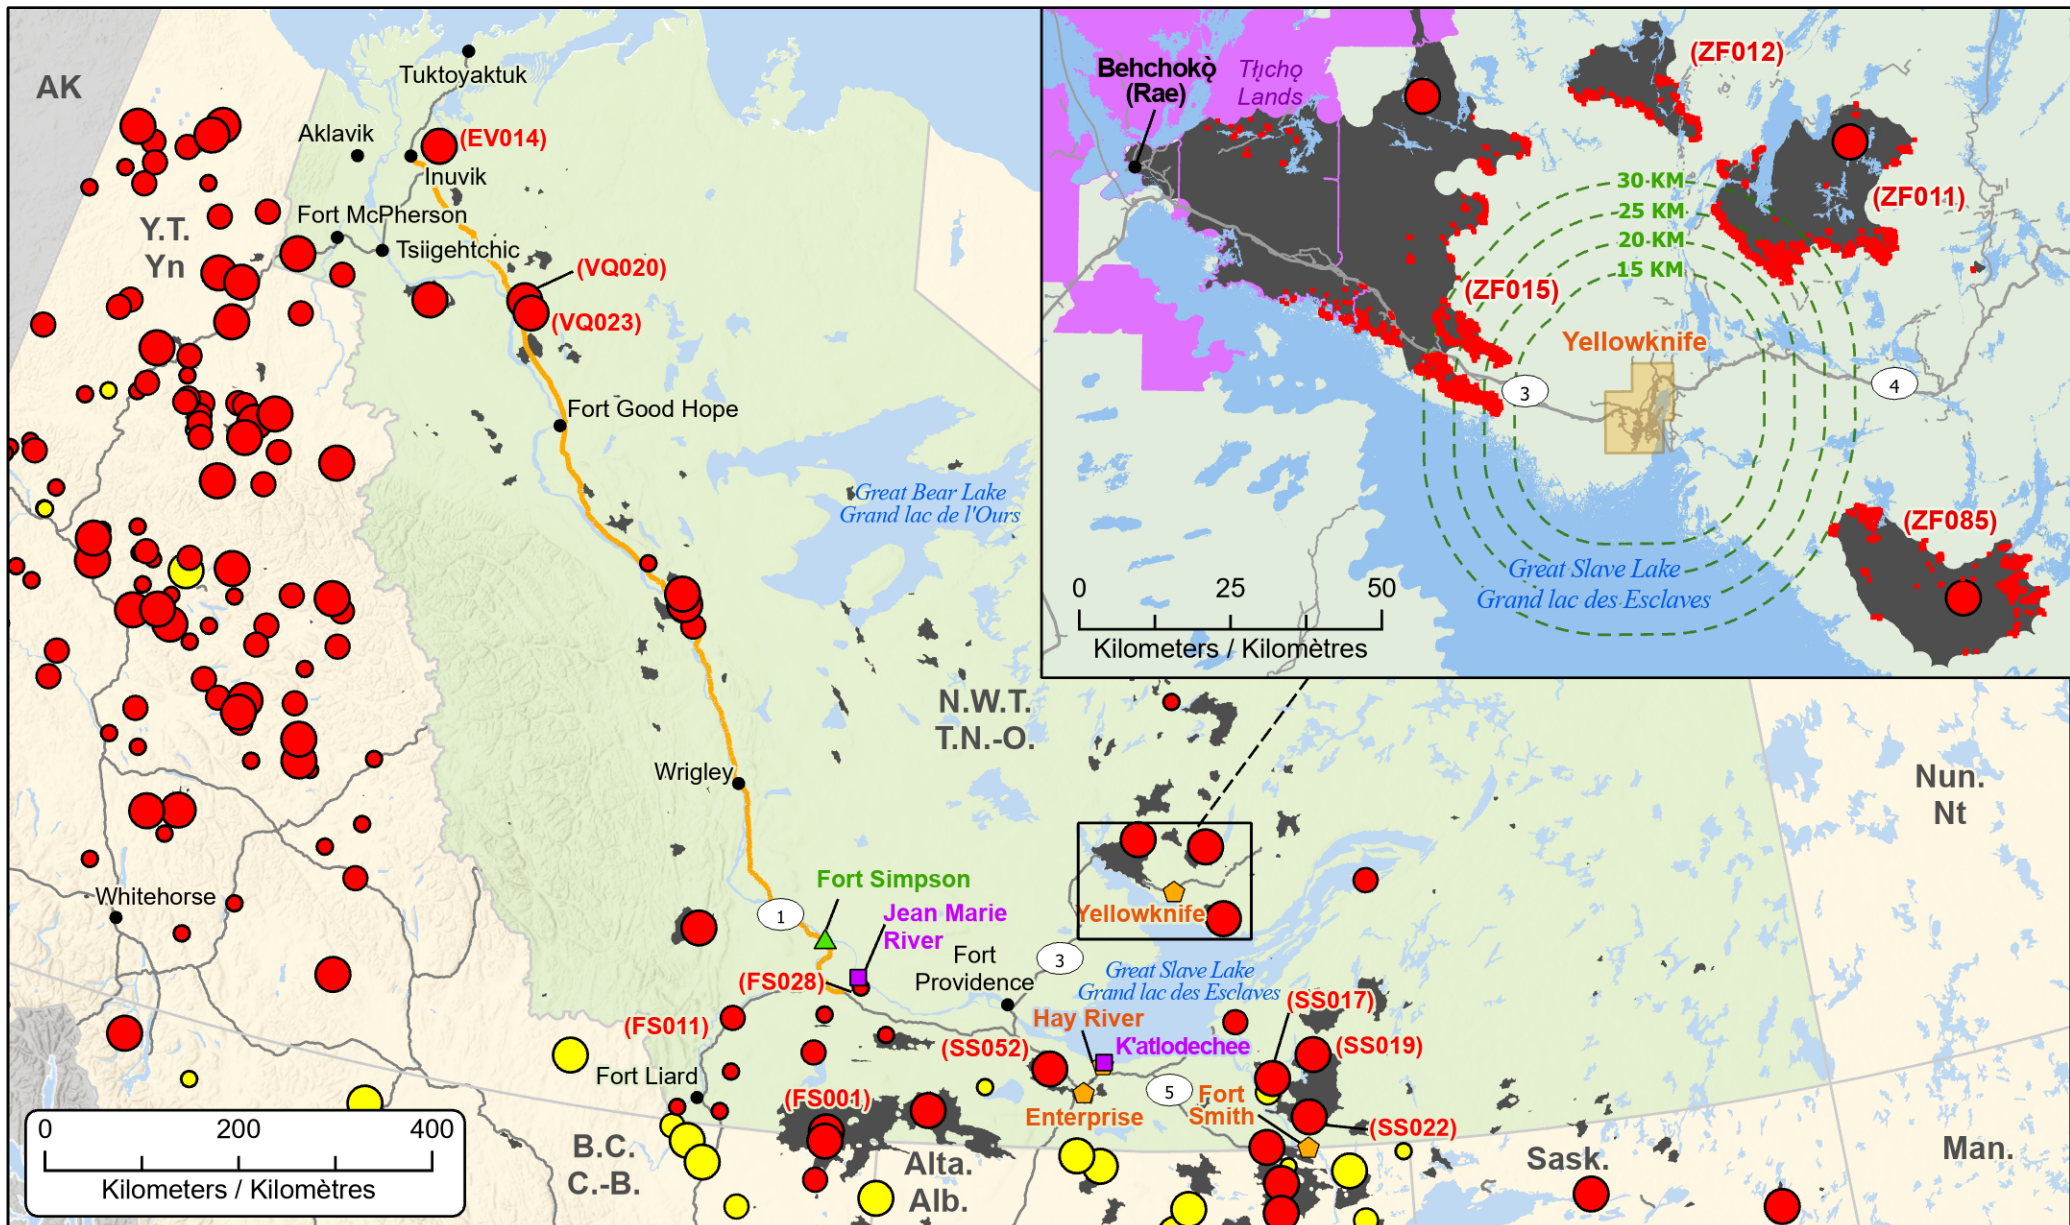 AK
Tuktoyaktuk
Aklavik
(EV014)
Inuvik
Y.T.
Yn
Fort McPherson
Tsiigehtchic
(VQ020)
(VQ023)
Fort Good Hope
Great Bear Lake
Grand lac de l'Ours
N.W.T.
T.N.-O.
Wrigley
Whitehorse
Fort Simpson
1
Jean Marie
River
Fort
Providence
3
Yellowknife
(FS028)
(FS011)
Great Slave Lake
Grand lac des Esclaves
Hay River
K'atlodechee
(SS052)
(SS017)
(SS019)
Fort Liard
(FS001)
Enterprise
5
Fort
Smith
(SS022)
B.C.
C.-B.
Alta.
Alb.
Sask.
Man.
Nun.
Nt
0 200 400
Kilometers / Kilomètres
Behchokǫ̀
(Rae)
Tłı̨chǫ
Lands
(ZF012)
(ZF011)
30 KM
25 KM
20 KM
15 KM
(ZF015)
Yellowknife
3
4
(ZF085)
Great Slave Lake
Grand lac des Esclaves
0 25 50
Kilometers / Kilomètres